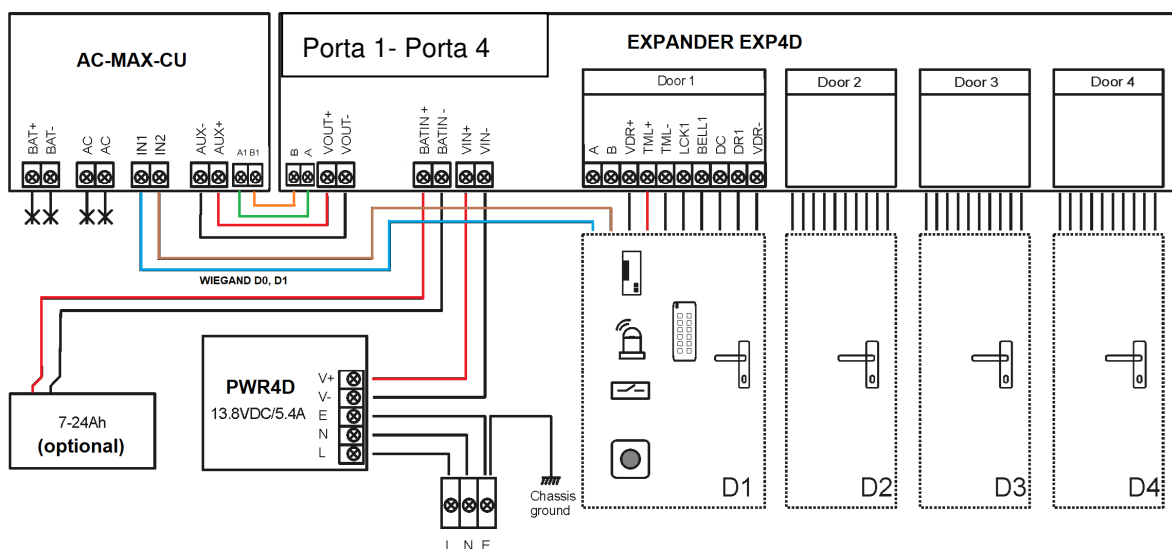 AC-MAX-CU
Porta 1- Porta 4
EXPANDER EXP4D
Door 1
Door 2
Door 3
Door 4
BAT+
BAT-
AC
AC
IN1
IN2
AUX-
AUX+
A1 B1
B
A
VOUT+
VOUT-
BATIN +
BATIN -
VIN+
VIN-
A
B
VDR+
TML+
TML-
LCK1
BELL1
DC
DR1
VDR-
WIEGAND D0, D1
PWR4D
13.8VDC/5.4A
V+
V-
E
N
L
7-24Ah
(optional)
Chassis
ground
L N E
D1
D2
D3
D4